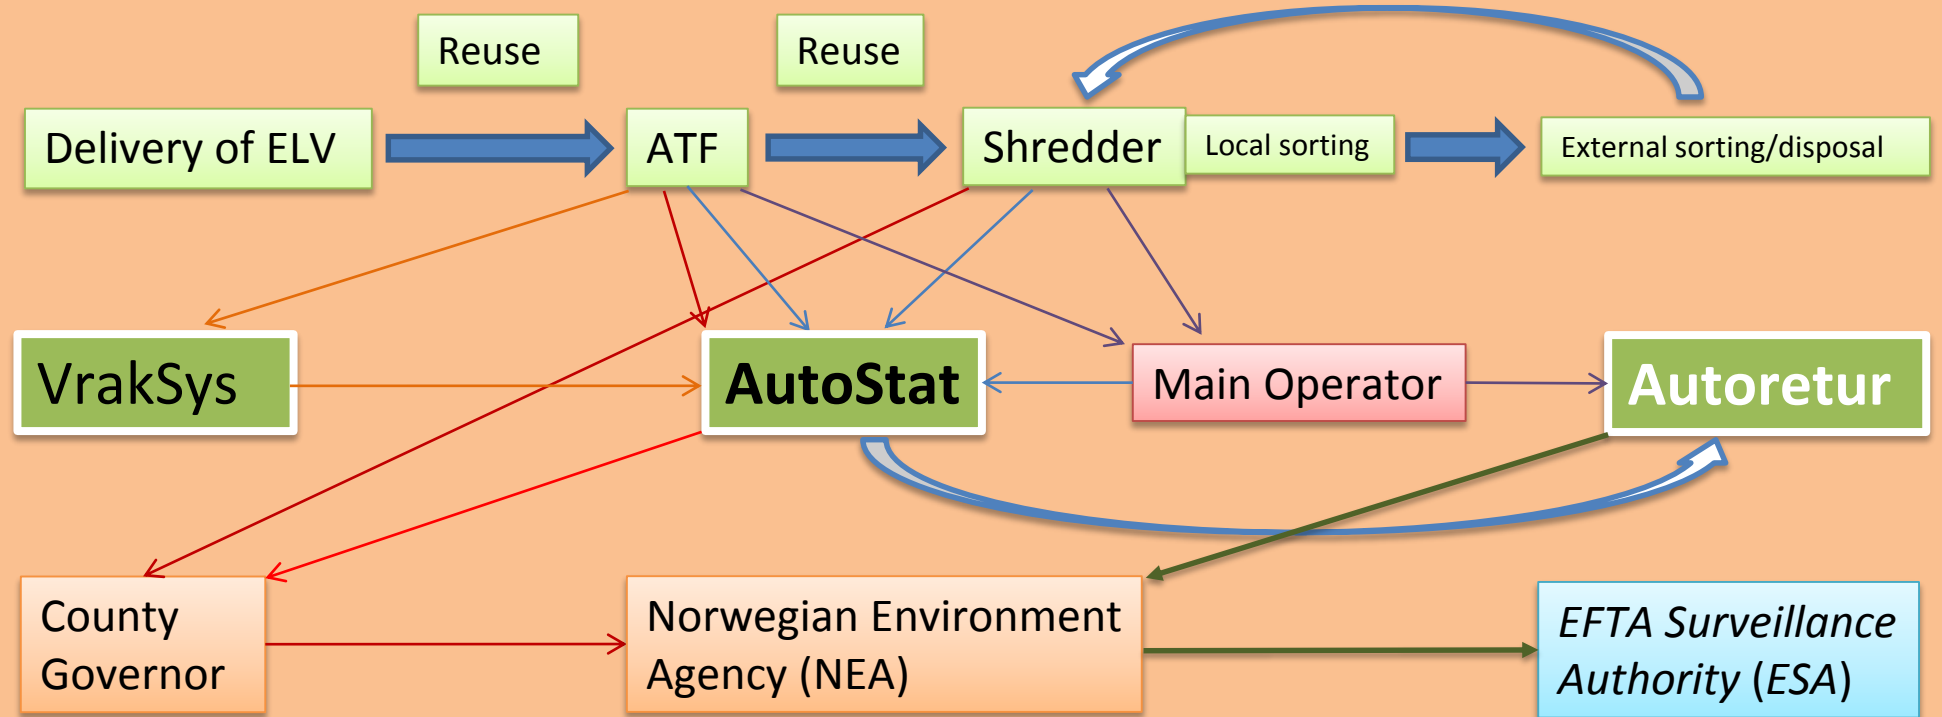 Reuse
Reuse
Delivery of ELV
ATF
Shredder
Local sorting
External sorting/disposal
VrakSys
AutoStat
Main Operator
Autoretur
County
Governor
Norwegian Environment
Agency (NEA)
EFTA Surveillance
Authority (ESA)